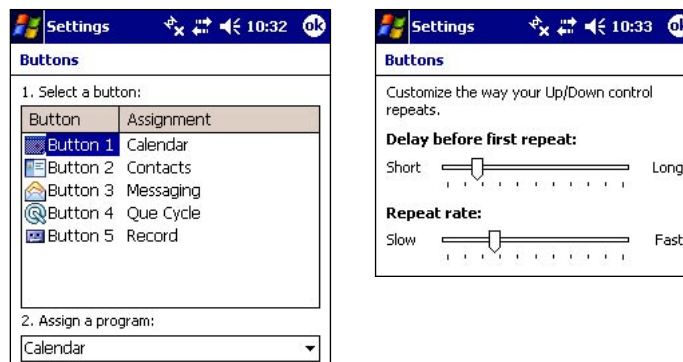 Settings 10:32 ok
Buttons
1. Select a button:
Button Assignment
Button 1 Calendar
Button 2 Contacts
Button 3 Messaging
Button 4 Que Cycle
Button 5 Record
2. Assign a program:
Calendar
Settings 10:33 ok
Buttons
Customize the way your Up/Down control
repeats.
Delay before first repeat:
Short Long
Repeat rate:
Slow Fast